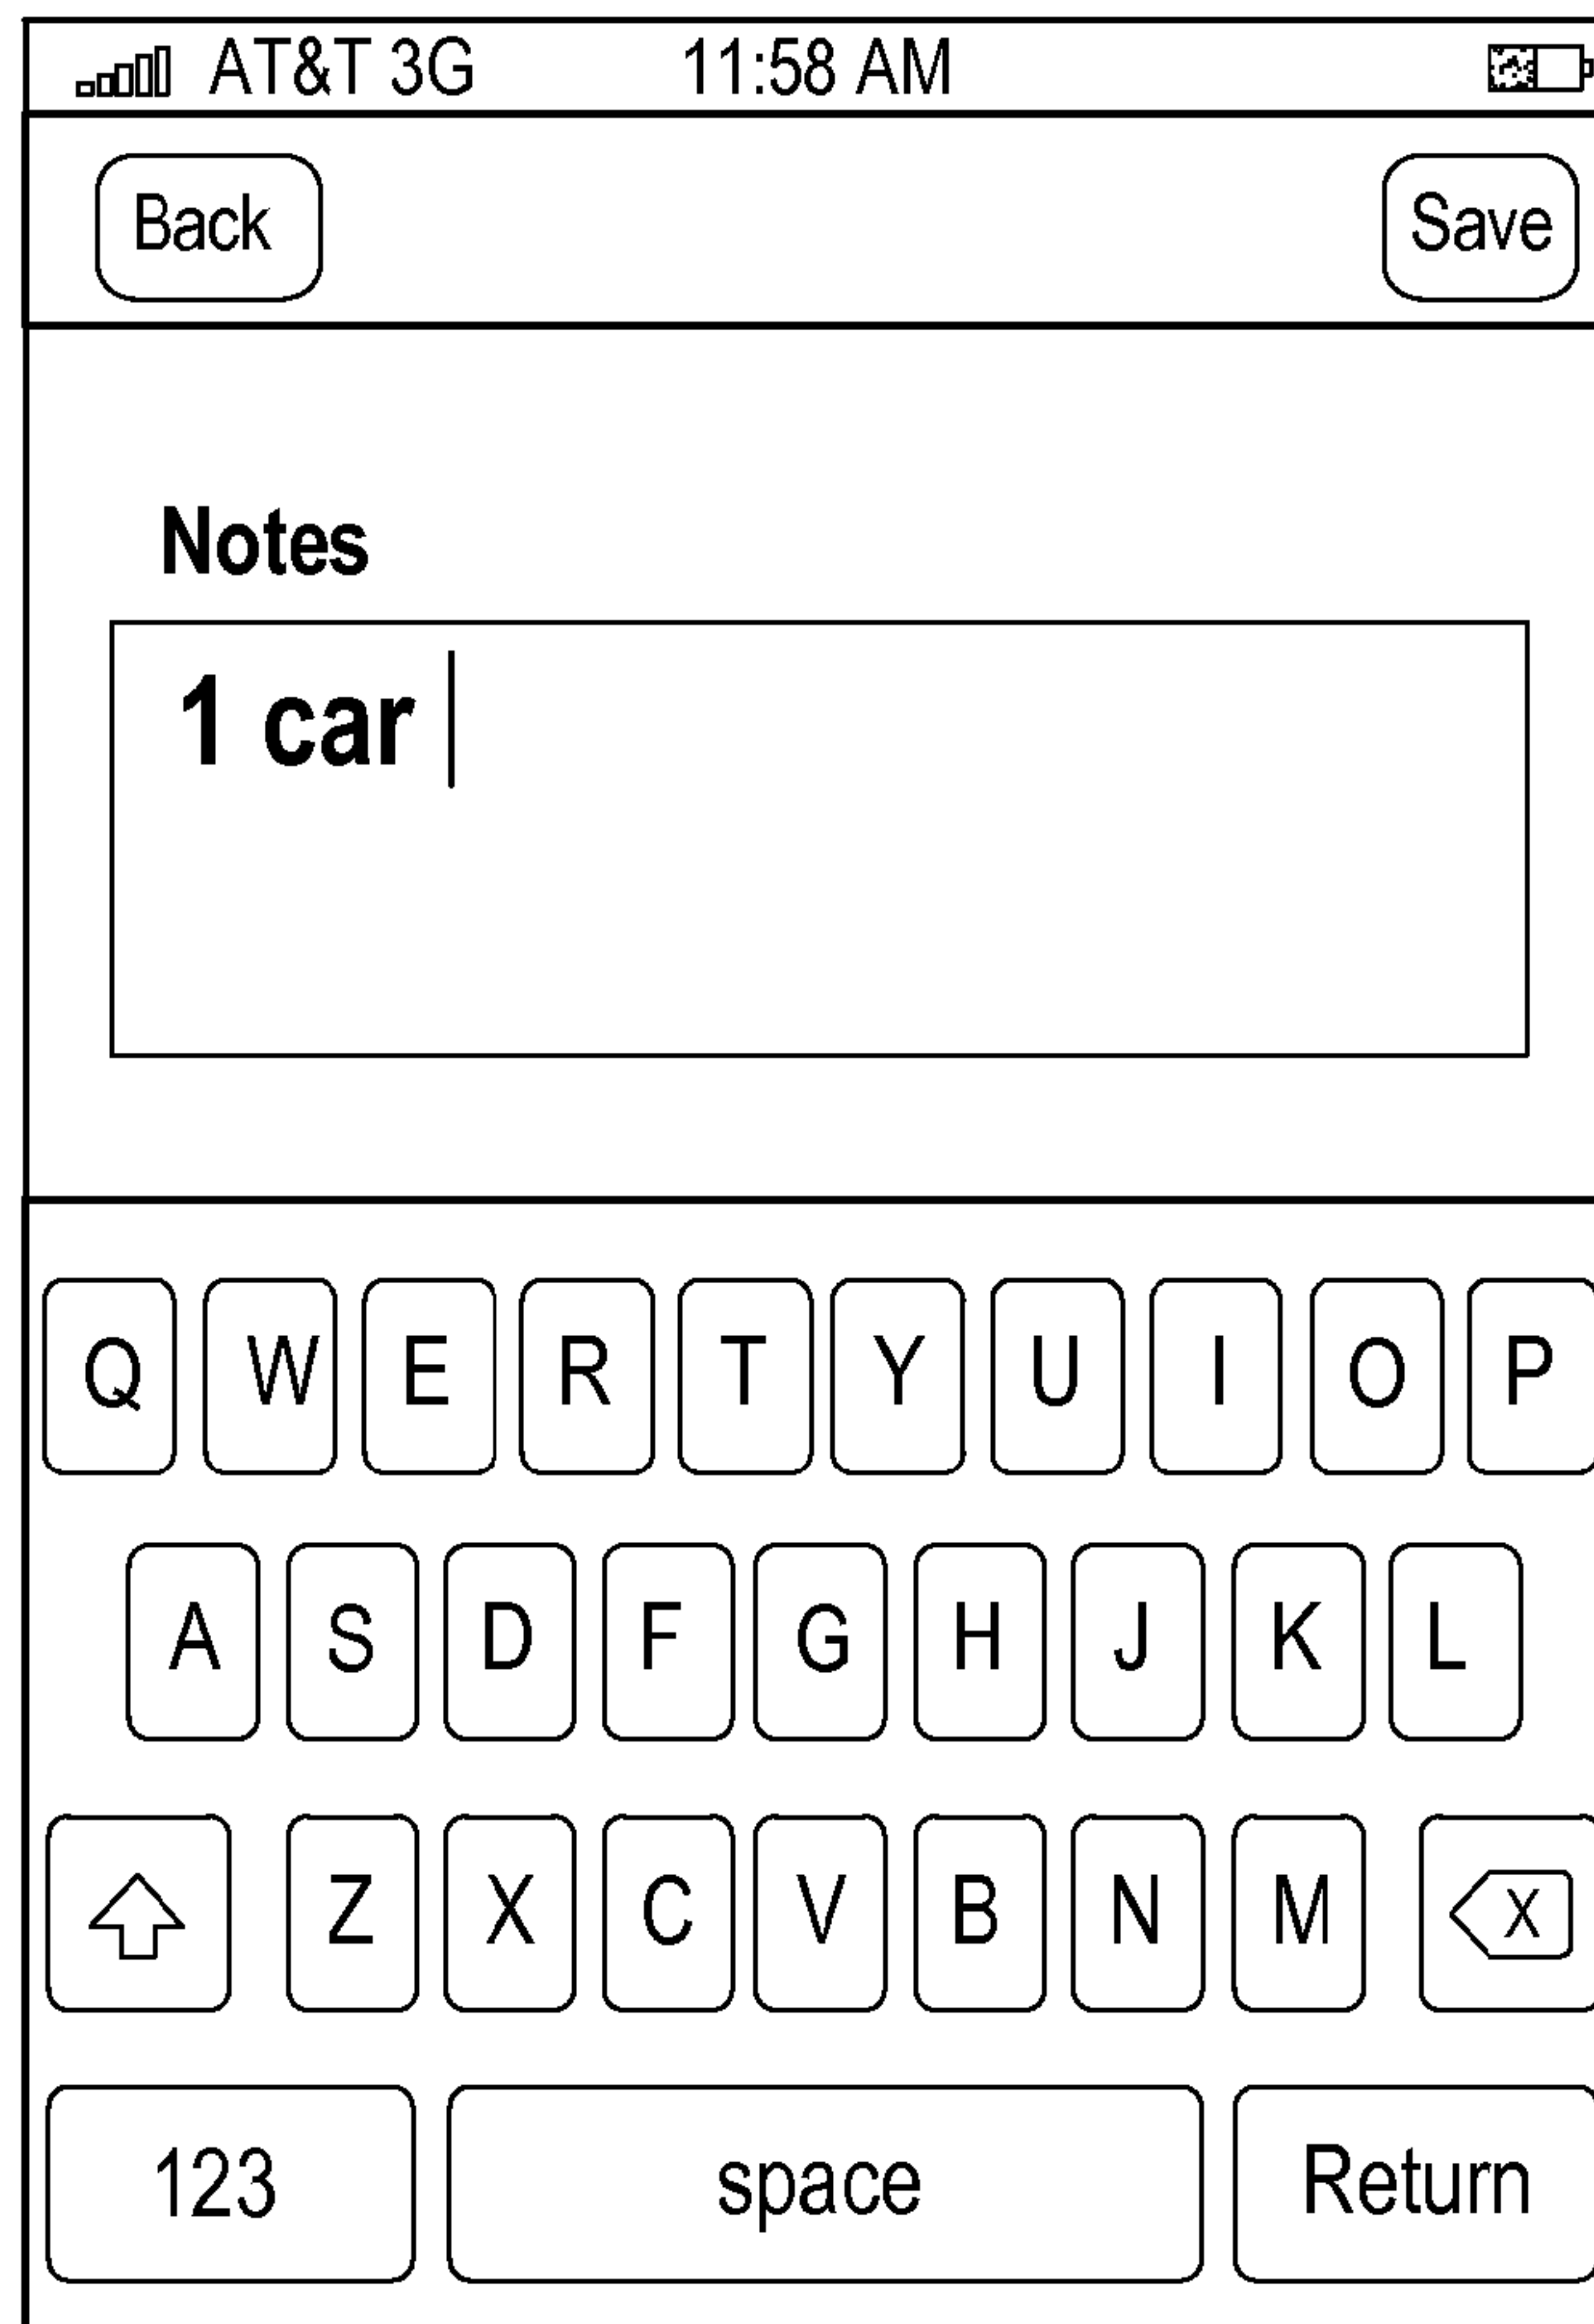 AT&T 3G 11:58 AM
Back Save
Notes
1 car
Q W E R T Y U I O P
A S D F G H J K L
Z X C V B N M X
123 space Return